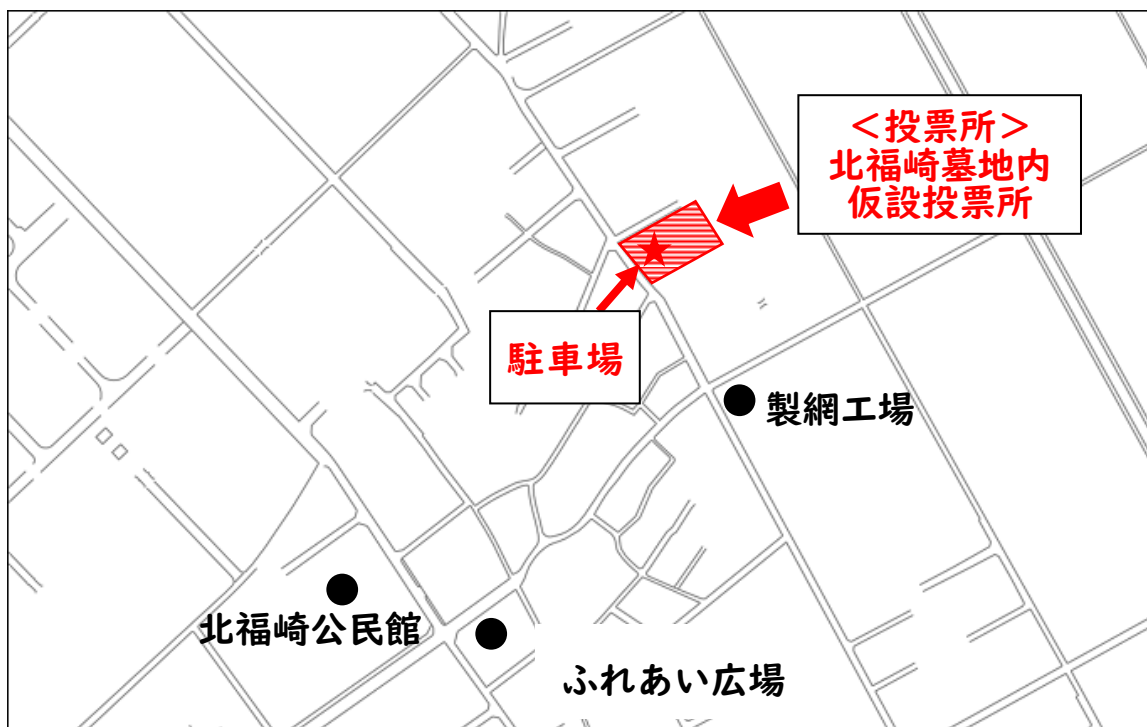 ＜投票所＞
北福崎墓地内
仮設投票所
駐車場
製網工場
北福崎公民館
ふれあい広場